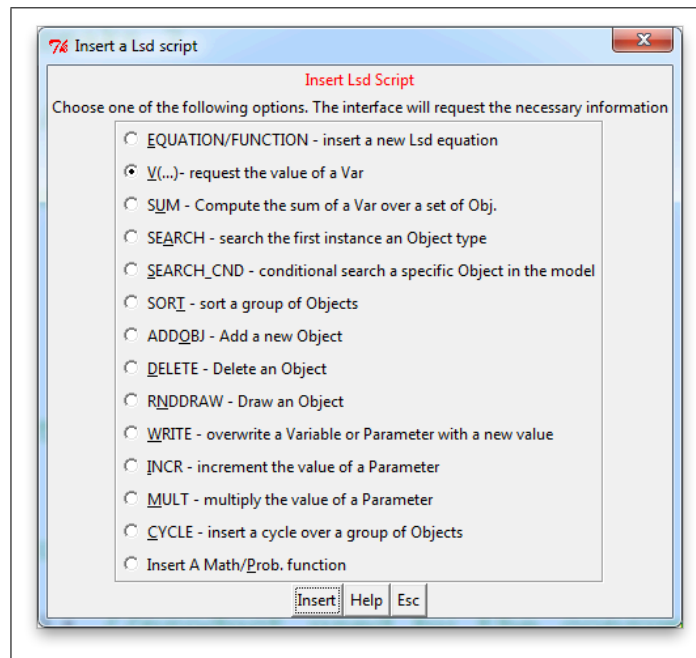 Insert a Lsd script
Insert Lsd Script
Choose one of the following options. The interface will request the necessary information
EQUATION/FUNCTION - insert a new Lsd equation
V(...)- request the value of a Var
SUM - Compute the sum of a Var over a set of Obj.
SEARCH - search the first instance an Object type
SEARCH_CND - conditional search a specific Object in the model
SORT - sort a group of Objects
ADDOBJ - Add a new Object
DELETE - Delete an Object
RNDDRAW - Draw an Object
WRITE - overwrite a Variable or Parameter with a new value
INCR - increment the value of a Parameter
MULT - multiply the value of a Parameter
CYCLE - insert a cycle over a group of Objects
Insert A Math/Prob. function
Insert Help Esc